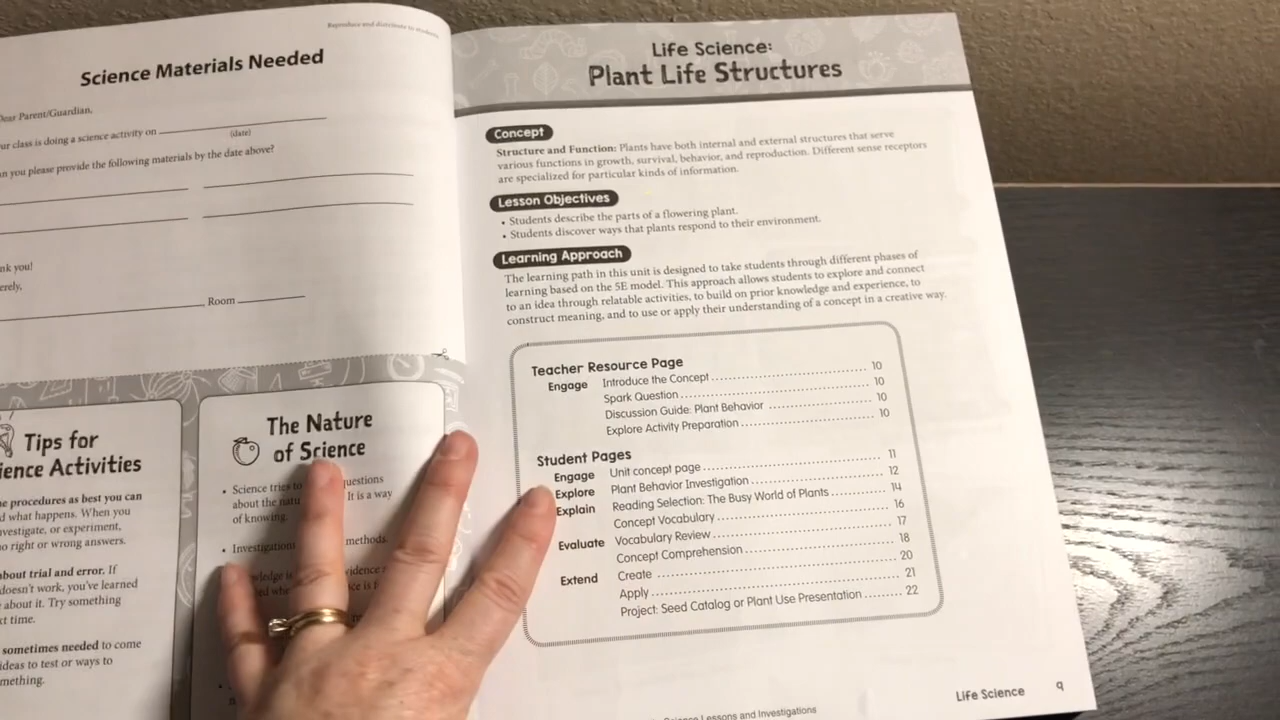 Reproduce and distribute to students.
Science Materials Needed
Dear Parent/Guardian,
class is doing a science activity on
(date)
you please provide the following materials by the date above?
Room
Tips for
Activities
procedures as best you can
what happens. When you
or experiment,
right or wrong answers.
about trial and error. If
doesn't work, you've learned
about it. Try something
time.
sometimes needed to come
ideas to test or ways to
The Nature
of Science
• Science tries to questions
about the It is a way
of knowing.
• Investigations methods.
Life Science:
Plant Life Structures
Concept
Structure and Function: Plants have both internal and external structures that serve
various functions in growth, survival, behavior, and reproduction. Different sense receptors
are specialized for particular kinds of information.
Lesson Objectives
• Students describe the parts of a flowering plant.
• Students discover ways that plants respond to their environment.
Learning Approach
The learning path in this unit is designed to take students through different phases of
learning based on the 5E model. This approach allows students to explore and connect
to an idea through relatable activities, to build on prior knowledge and experience, to
construct meaning, and to use or apply their understanding of a concept in a creative way.
Teacher Resource Page
Engage Introduce the Concept 10
Spark Question 10
Discussion Guide: Plant Behavior 10
Explore Activity Preparation 10
Student Pages
Engage Unit concept page 11
Explore Plant Behavior Investigation 12
Explain Reading Selection: The Busy World of Plants 14
Concept Vocabulary 16
Evaluate Vocabulary Review 17
Concept Comprehension 18
Extend Create 20
Apply 21
Project: Seed Catalog or Plant Use Presentation 22
Science Lessons and Investigations
Life Science 9